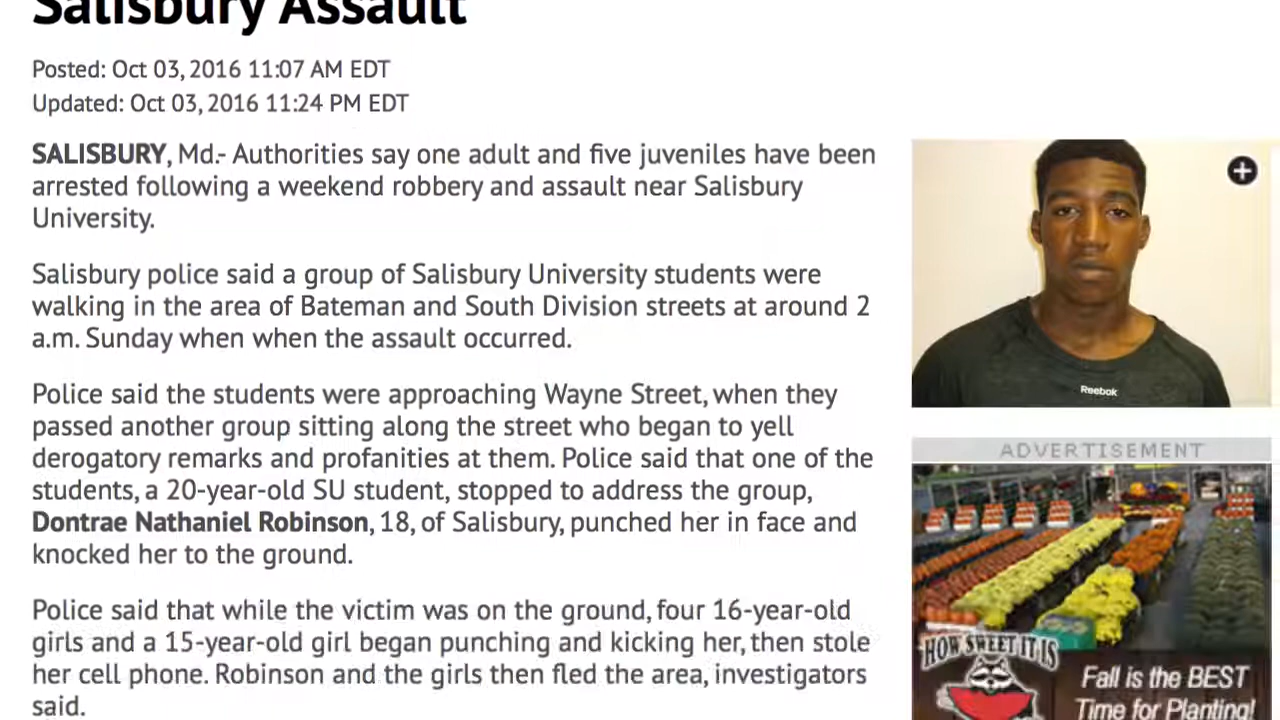 Salisbury Assault
Posted: Oct 03, 2016 11:07 AM EDT
Updated: Oct 03, 2016 11:24 PM EDT
SALISBURY, Md.- Authorities say one adult and five juveniles have been
arrested following a weekend robbery and assault near Salisbury
University.
Salisbury police said a group of Salisbury University students were
walking in the area of Bateman and South Division streets at around 2
a.m. Sunday when when the assault occurred.
Police said the students were approaching Wayne Street, when they
passed another group sitting along the street who began to yell
derogatory remarks and profanities at them. Police said that one of the
students, a 20-year-old SU student, stopped to address the group,
Dontrae Nathaniel Robinson, 18, of Salisbury, punched her in face and
knocked her to the ground.
Police said that while the victim was on the ground, four 16-year-old
girls and a 15-year-old girl began punching and kicking her, then stole
her cell phone. Robinson and the girls then fled the area, investigators
said.
Reebok
ADVERTISEMENT
HOW SWEET IT IS
Fall is the BEST
Time for Planting!